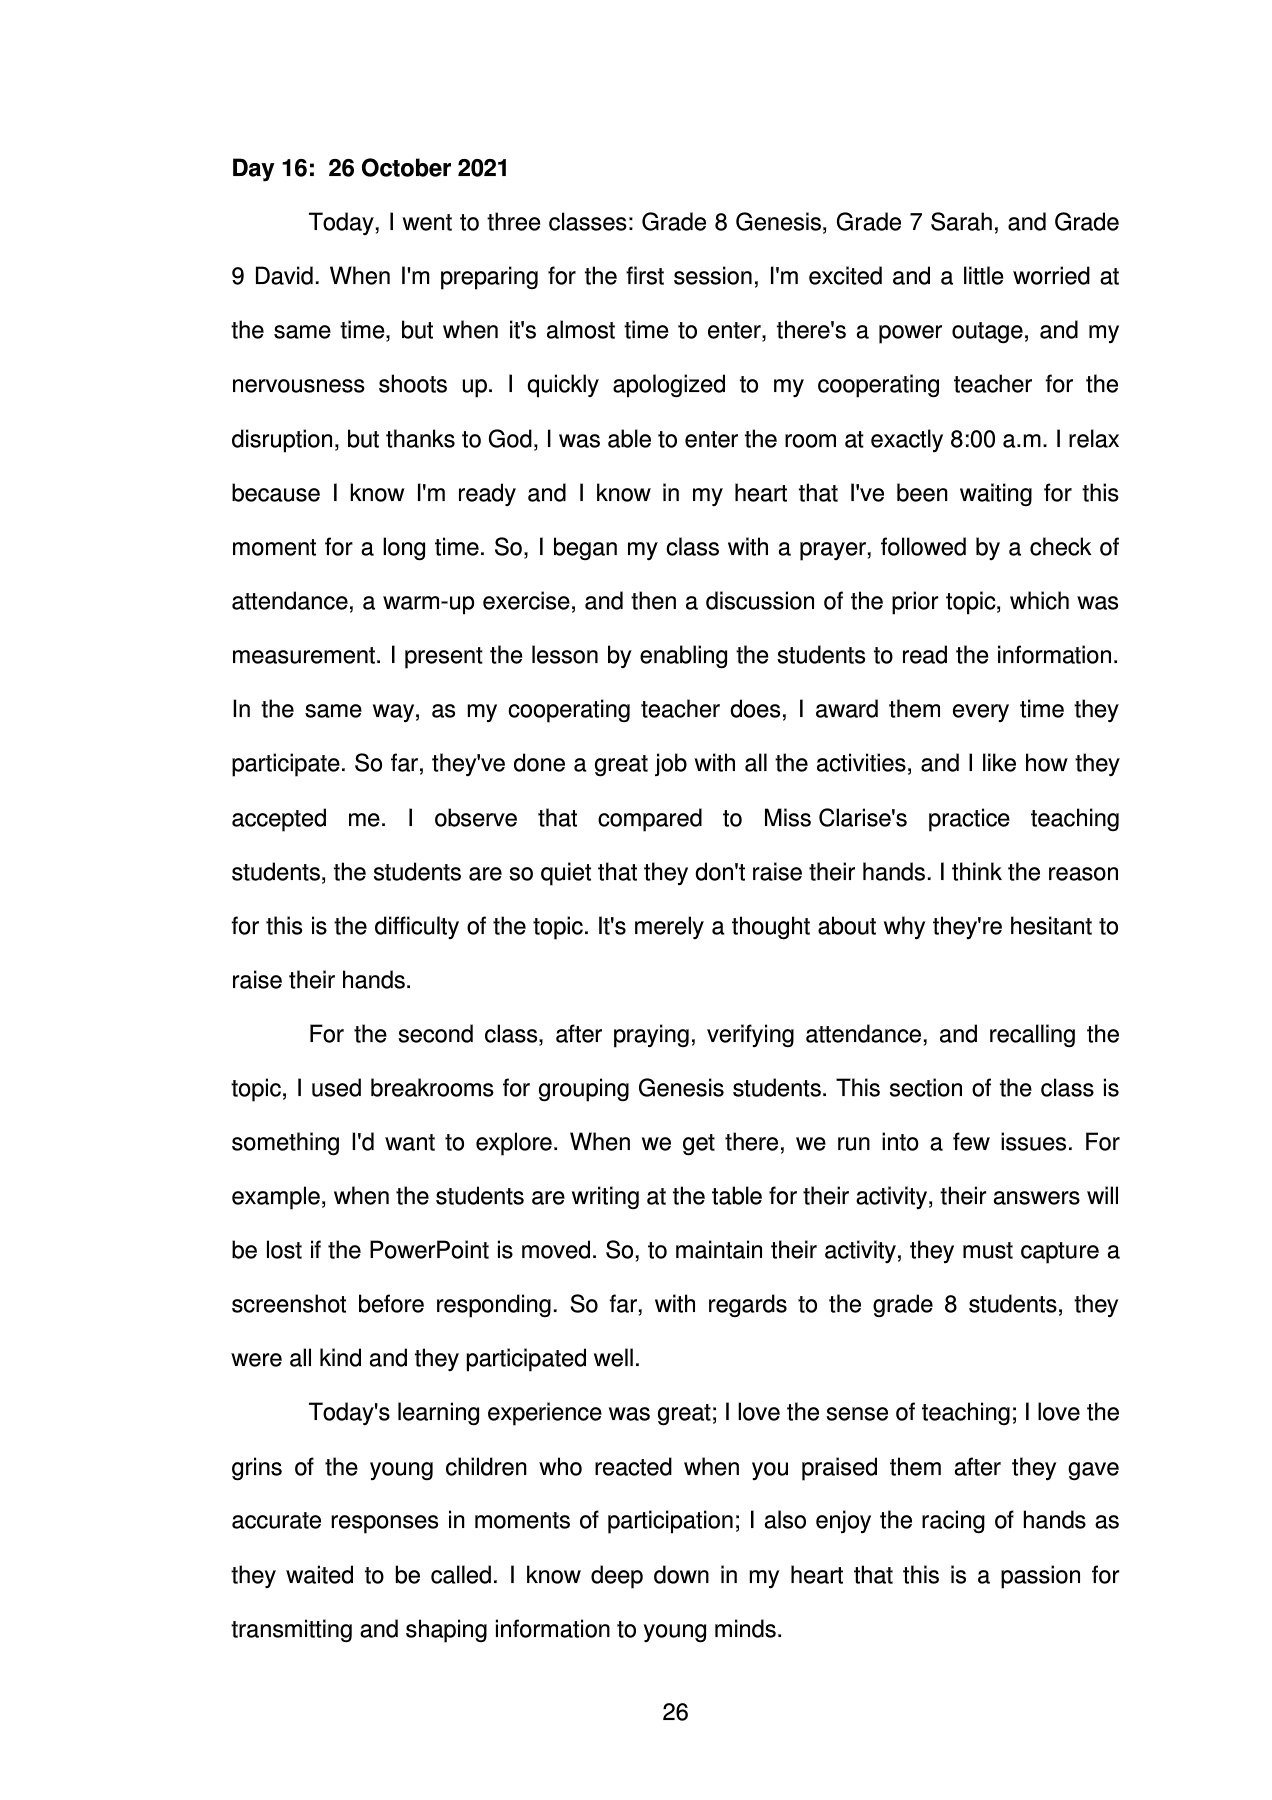 Day 16:  26 October 2021
Today, I went to three classes: Grade 8 Genesis, Grade 7 Sarah, and Grade
9 David. When I'm preparing for the first session, I'm excited and a little worried at
the same time, but when it's almost time to enter, there's a power outage, and my
nervousness shoots up. I quickly apologized to my cooperating teacher for the
disruption, but thanks to God, I was able to enter the room at exactly 8:00 a.m. I relax
because I know I'm ready and I know in my heart that I've been waiting for this
moment for a long time. So, I began my class with a prayer, followed by a check of
attendance, a warm-up exercise, and then a discussion of the prior topic, which was
measurement. I present the lesson by enabling the students to read the information.
In the same way, as my cooperating teacher does, I award them every time they
participate. So far, they've done a great job with all the activities, and I like how they
accepted me. I observe that compared to Miss Clarise's practice teaching
students, the students are so quiet that they don't raise their hands. I think the reason
for this is the difficulty of the topic. It's merely a thought about why they're hesitant to
raise their hands.
For the second class, after praying, verifying attendance, and recalling the
topic, I used breakrooms for grouping Genesis students. This section of the class is
something I'd want to explore. When we get there, we run into a few issues. For
example, when the students are writing at the table for their activity, their answers will
be lost if the PowerPoint is moved. So, to maintain their activity, they must capture a
screenshot before responding. So far, with regards to the grade 8 students, they
were all kind and they participated well.
Today's learning experience was great; I love the sense of teaching; I love the
grins of the young children who reacted when you praised them after they gave
accurate responses in moments of participation; I also enjoy the racing of hands as
they waited to be called. I know deep down in my heart that this is a passion for
transmitting and shaping information to young minds.
26